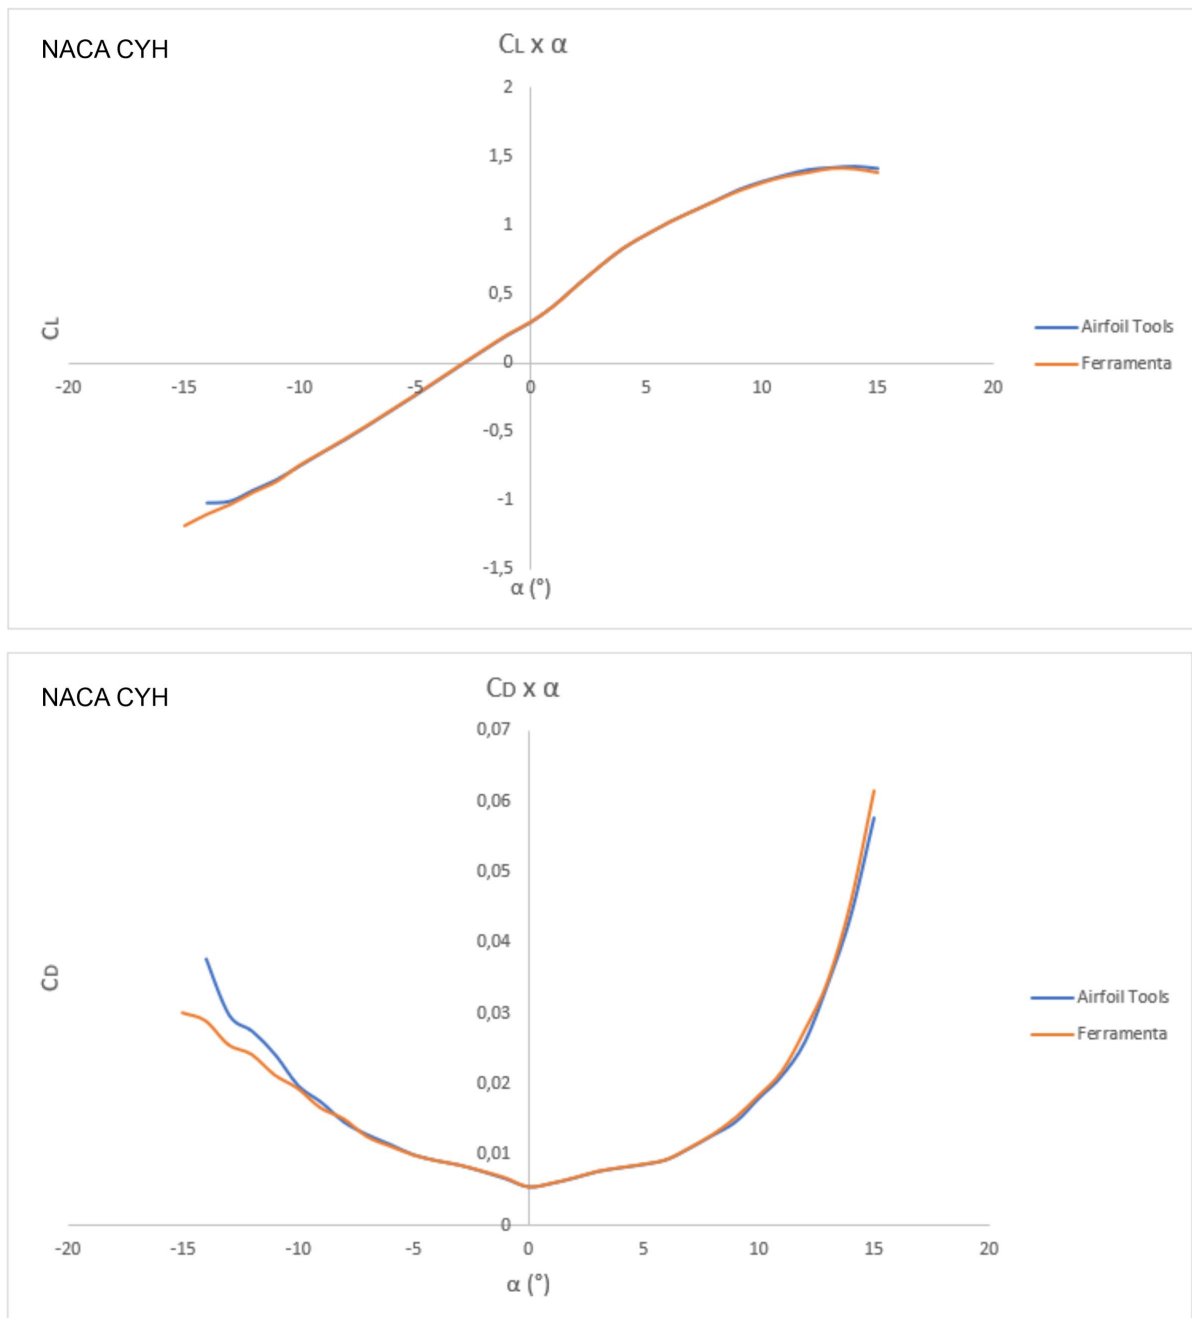 NACA CYH
CL x α
2
1,5
1
0,5
0
-0,5
-1
-1,5
-20 -15 -10 -5 0 5 10 15 20
CL
α (°)
Airfoil Tools
Ferramenta
NACA CYH
CD x α
0,07
0,06
0,05
0,04
0,03
0,02
0,01
0
-20 -15 -10 -5 0 5 10 15 20
CD
α (°)
Airfoil Tools
Ferramenta